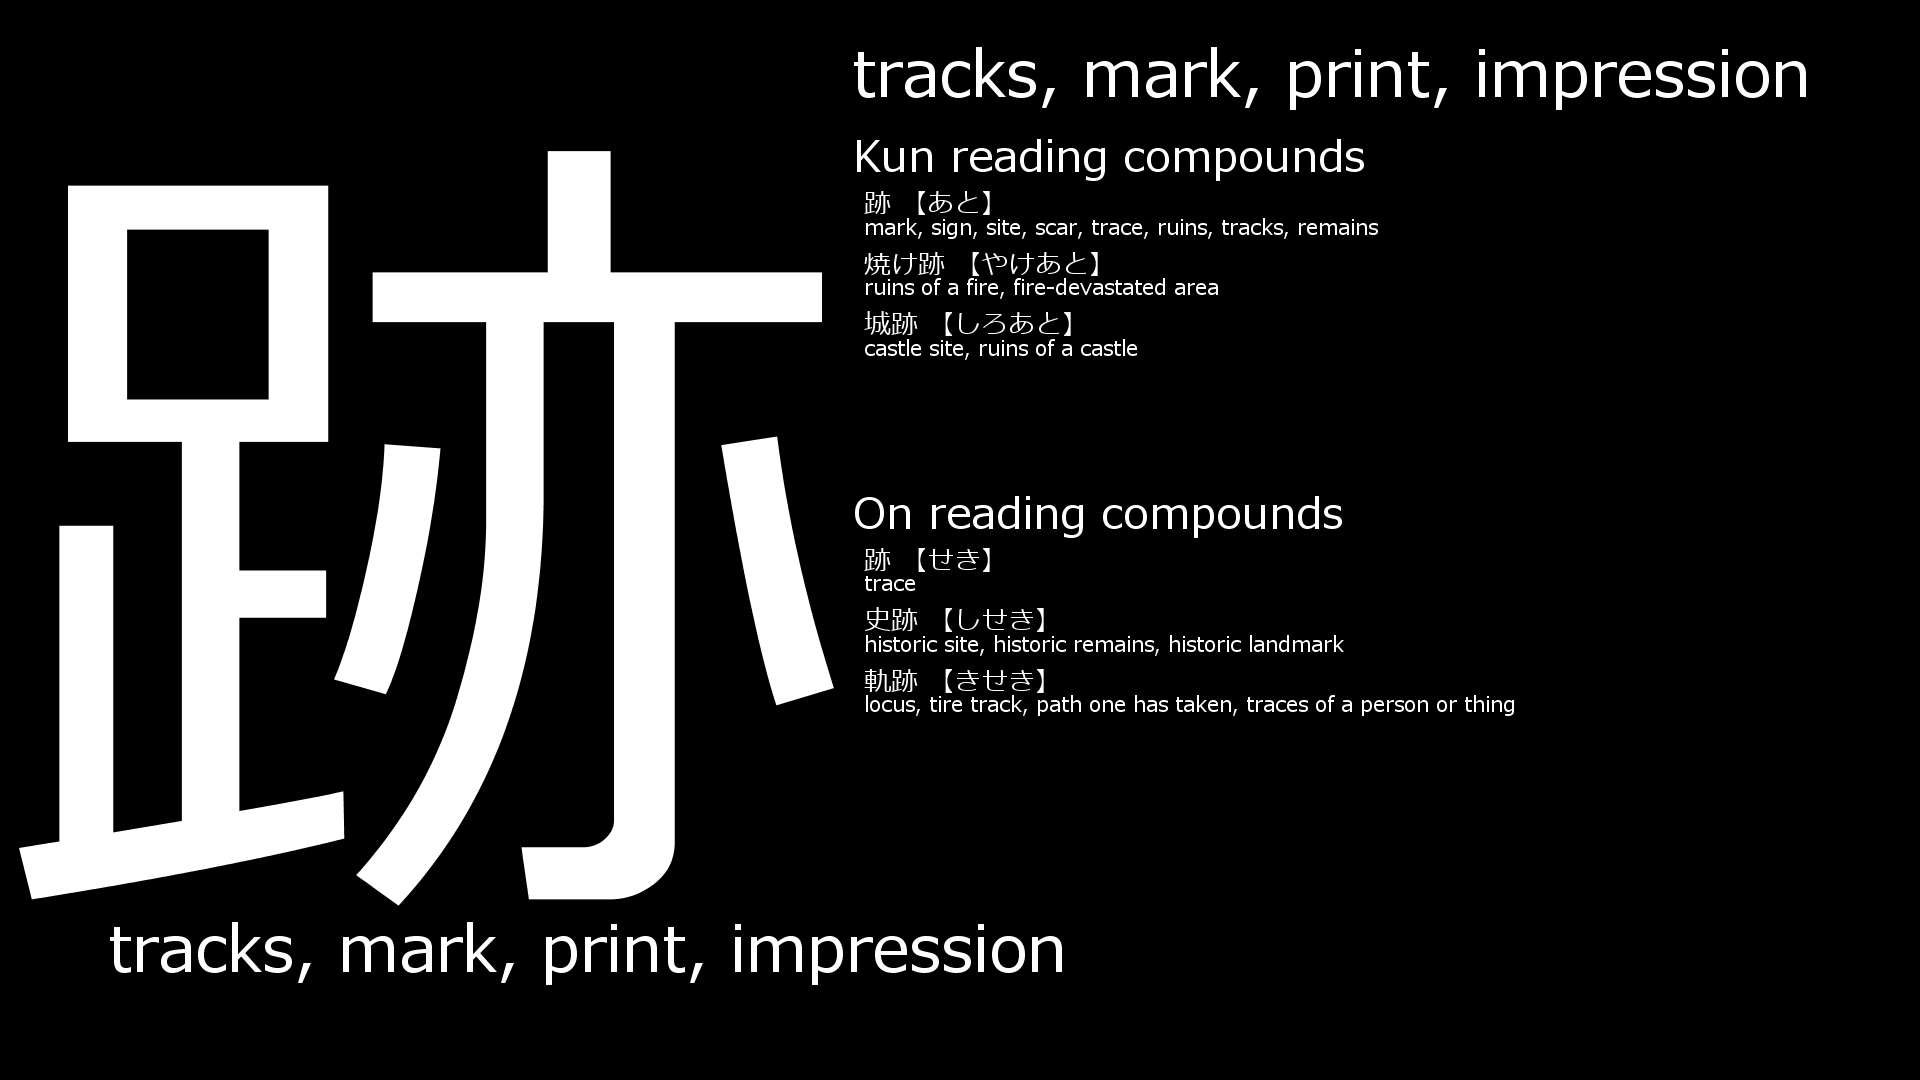 跡
tracks, mark, print, impression
Kun reading compounds
跡 【あと】
mark, sign, site, scar, trace, ruins, tracks, remains
焼け跡 【やけあと】
ruins of a fire, fire-devastated area
城跡 【しろあと】
castle site, ruins of a castle
On reading compounds
跡 【せき】
trace
史跡 【しせき】
historic site, historic remains, historic landmark
軌跡 【きせき】
locus, tire track, path one has taken, traces of a person or thing
tracks, mark, print, impression